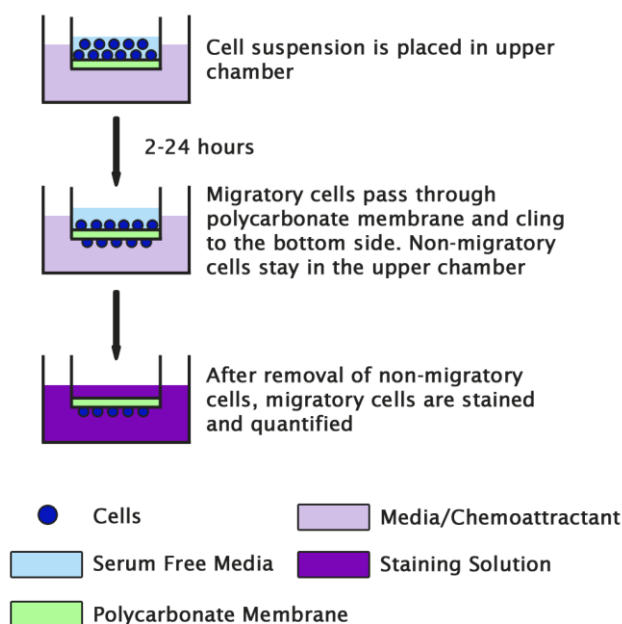 Cell suspension is placed in upper
chamber
2-24 hours
Migratory cells pass through
polycarbonate membrane and cling
to the bottom side. Non-migratory
cells stay in the upper chamber
After removal of non-migratory
cells, migratory cells are stained
and quantified
Cells
Media/Chemoattractant
Serum Free Media
Staining Solution
Polycarbonate Membrane